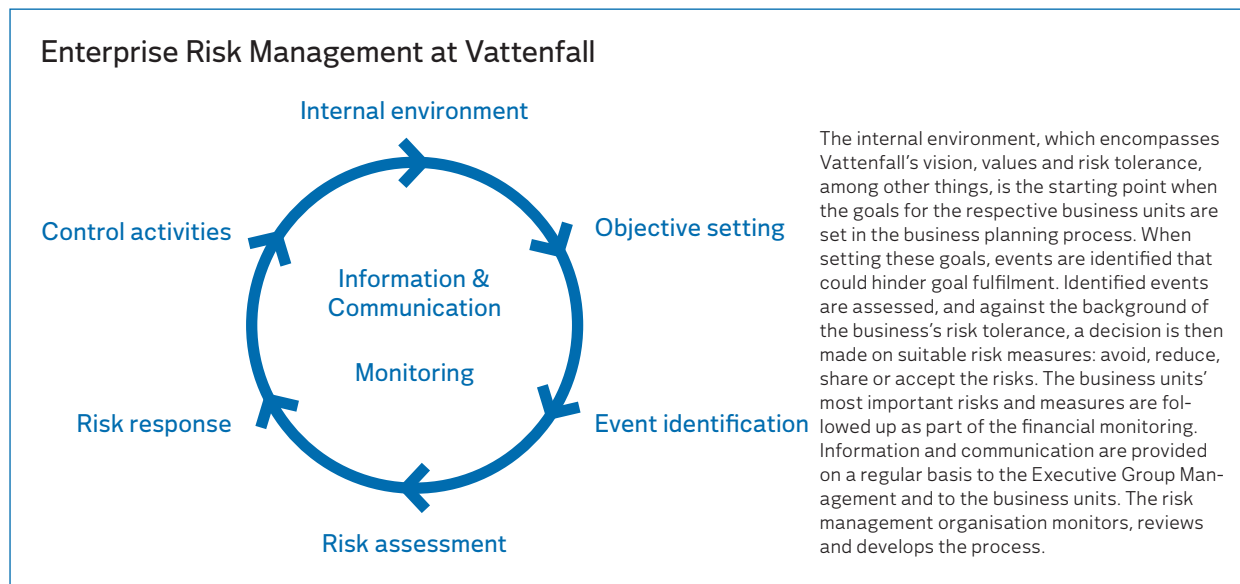 Enterprise Risk Management at Vattenfall
Internal environment
Objective setting
Event identification
Risk assessment
Risk response
Control activities
Information &
Communication
Monitoring
The internal environment, which encompasses
Vattenfall's vision, values and risk tolerance,
among other things, is the starting point when
the goals for the respective business units are
set in the business planning process. When
setting these goals, events are identified that
could hinder goal fulfilment. Identified events
are assessed, and against the background of
the business's risk tolerance, a decision is then
made on suitable risk measures: avoid, reduce,
share or accept the risks. The business units'
most important risks and measures are fol-
lowed up as part of the financial monitoring.
Information and communication are provided
on a regular basis to the Executive Group Man-
agement and to the business units. The risk
management organisation monitors, reviews
and develops the process.